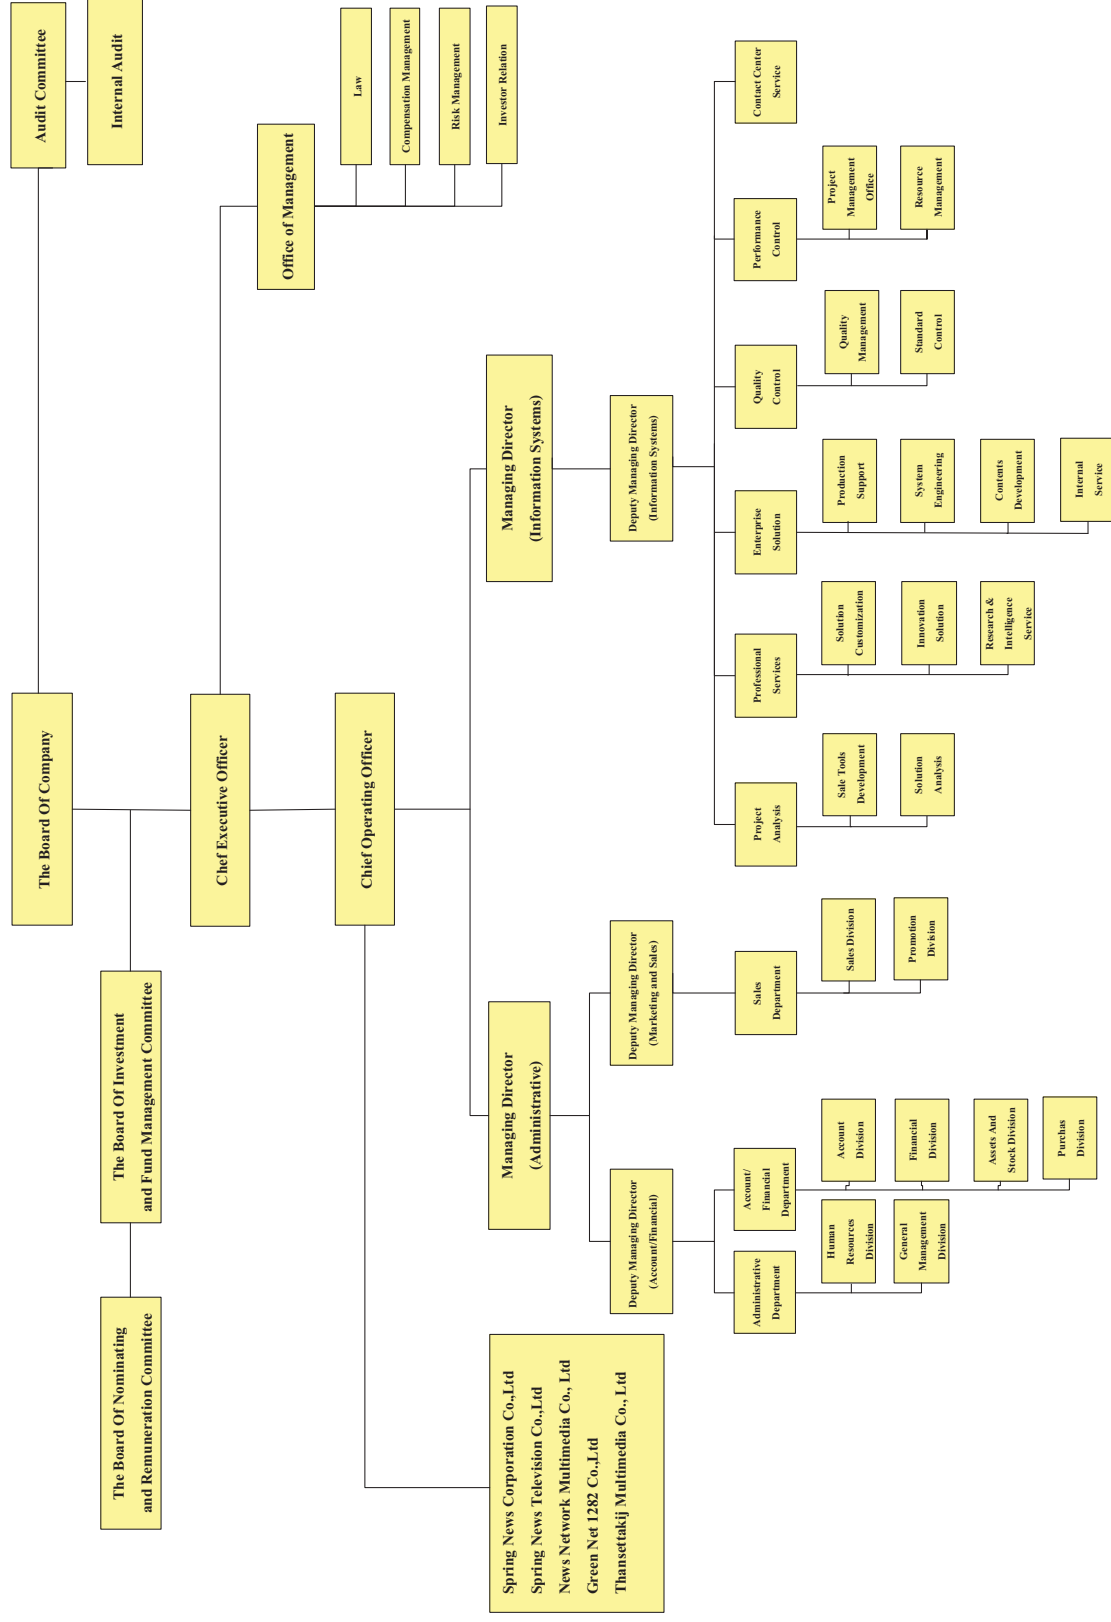 Audit Committee
Internal Audit
The Board Of Company
The Board Of Investment
and Fund Management Committee
The Board Of Nominating
and Remuneration Committee
Chef Executive Officer
Office of Management
Law
Compensation Management
Risk Management
Investor Relation
Chief Operating Officer
Spring News Corporation Co.,Ltd
Spring News Television Co.,Ltd
News Network Multimedia Co., Ltd
Green Net 1282 Co.,Ltd
Thansettakij Multimedia Co., Ltd
Managing Director
(Administrative)
Managing Director
(Information Systems)
Deputy Managing Director
(Account/Financial)
Deputy Managing Director
(Marketing and Sales)
Deputy Managing Director
(Information Systems)
Administrative
Department
Human
Resources
Division
General
Management
Division
Account/
Financial
Department
Account
Division
Financial
Division
Assets And
Stock Division
Purchas
Division
Sales
Department
Sales Division
Promotion
Division
Project
Analysis
Sale Tools
Development
Solution
Analysis
Professional
Services
Solution
Customization
Innovation
Solution
Research &
Intelligence
Service
Enterprise
Solution
Production
Support
System
Engineering
Contents
Development
Internal
Service
Quality
Control
Quality
Management
Standard
Control
Performance
Control
Project
Management
Office
Resource
Management
Contact Center
Service